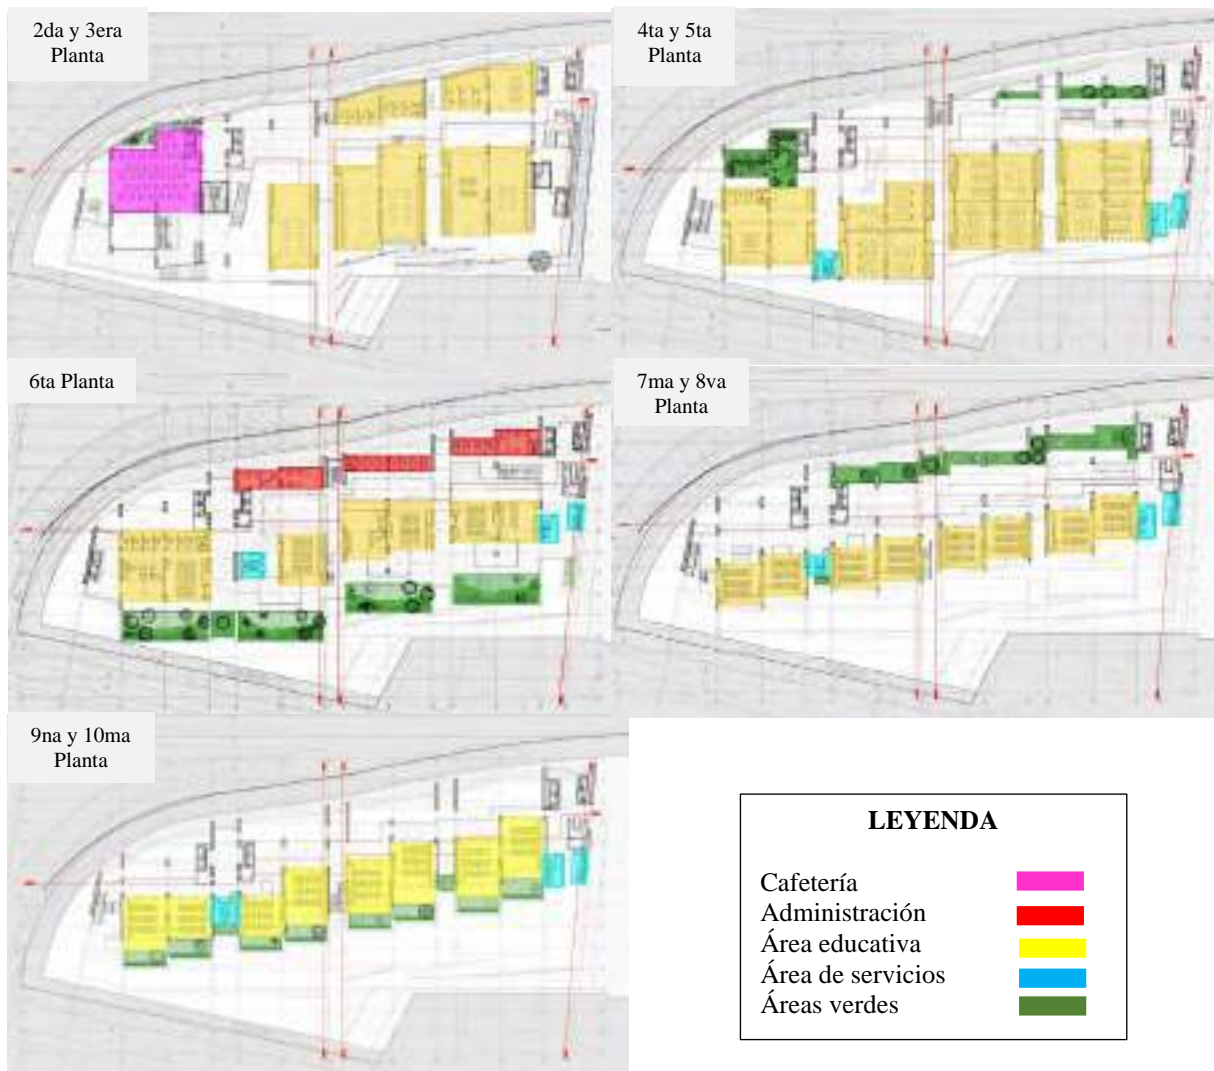 2da y 3era
Planta
4ta y 5ta
Planta
6ta Planta
7ma y 8va
Planta
9na y 10ma
Planta
LEYENDA
Cafetería
Administración
Área educativa
Área de servicios
Áreas verdes